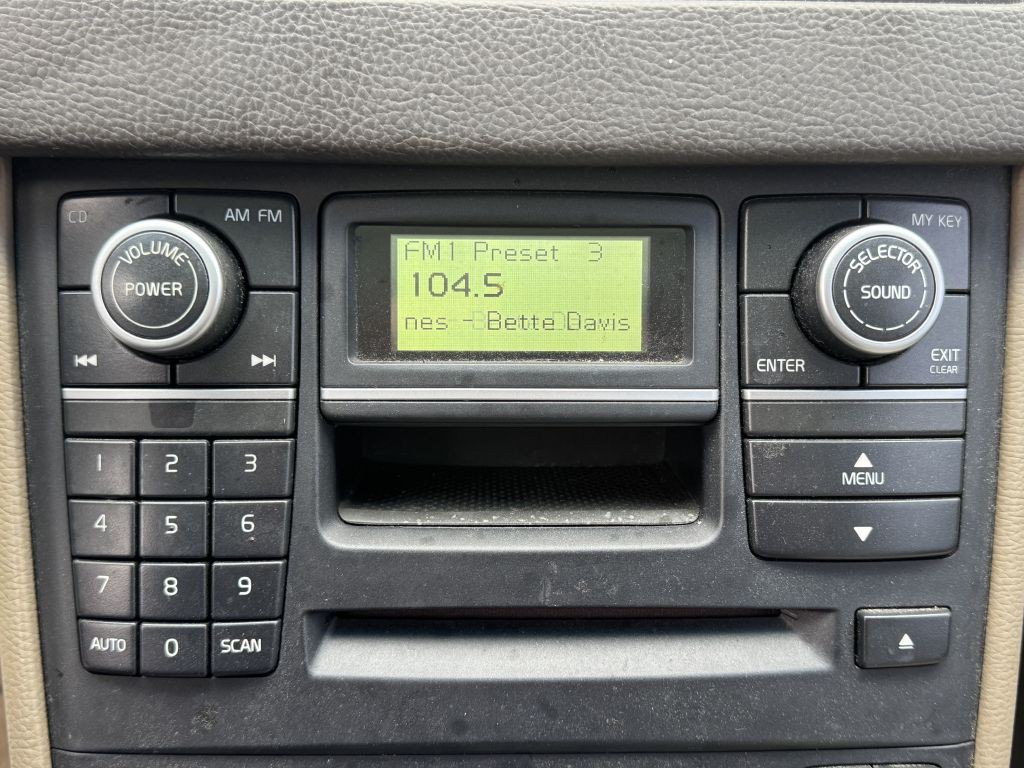 CD
AM FM
VOLUME
POWER
FM1 Preset 3
104.5
nes - Bette Davis
MY KEY
SELECTOR
SOUND
ENTER
EXIT
CLEAR
1 2 3
4 5 6
7 8 9
AUTO 0 SCAN
MENU